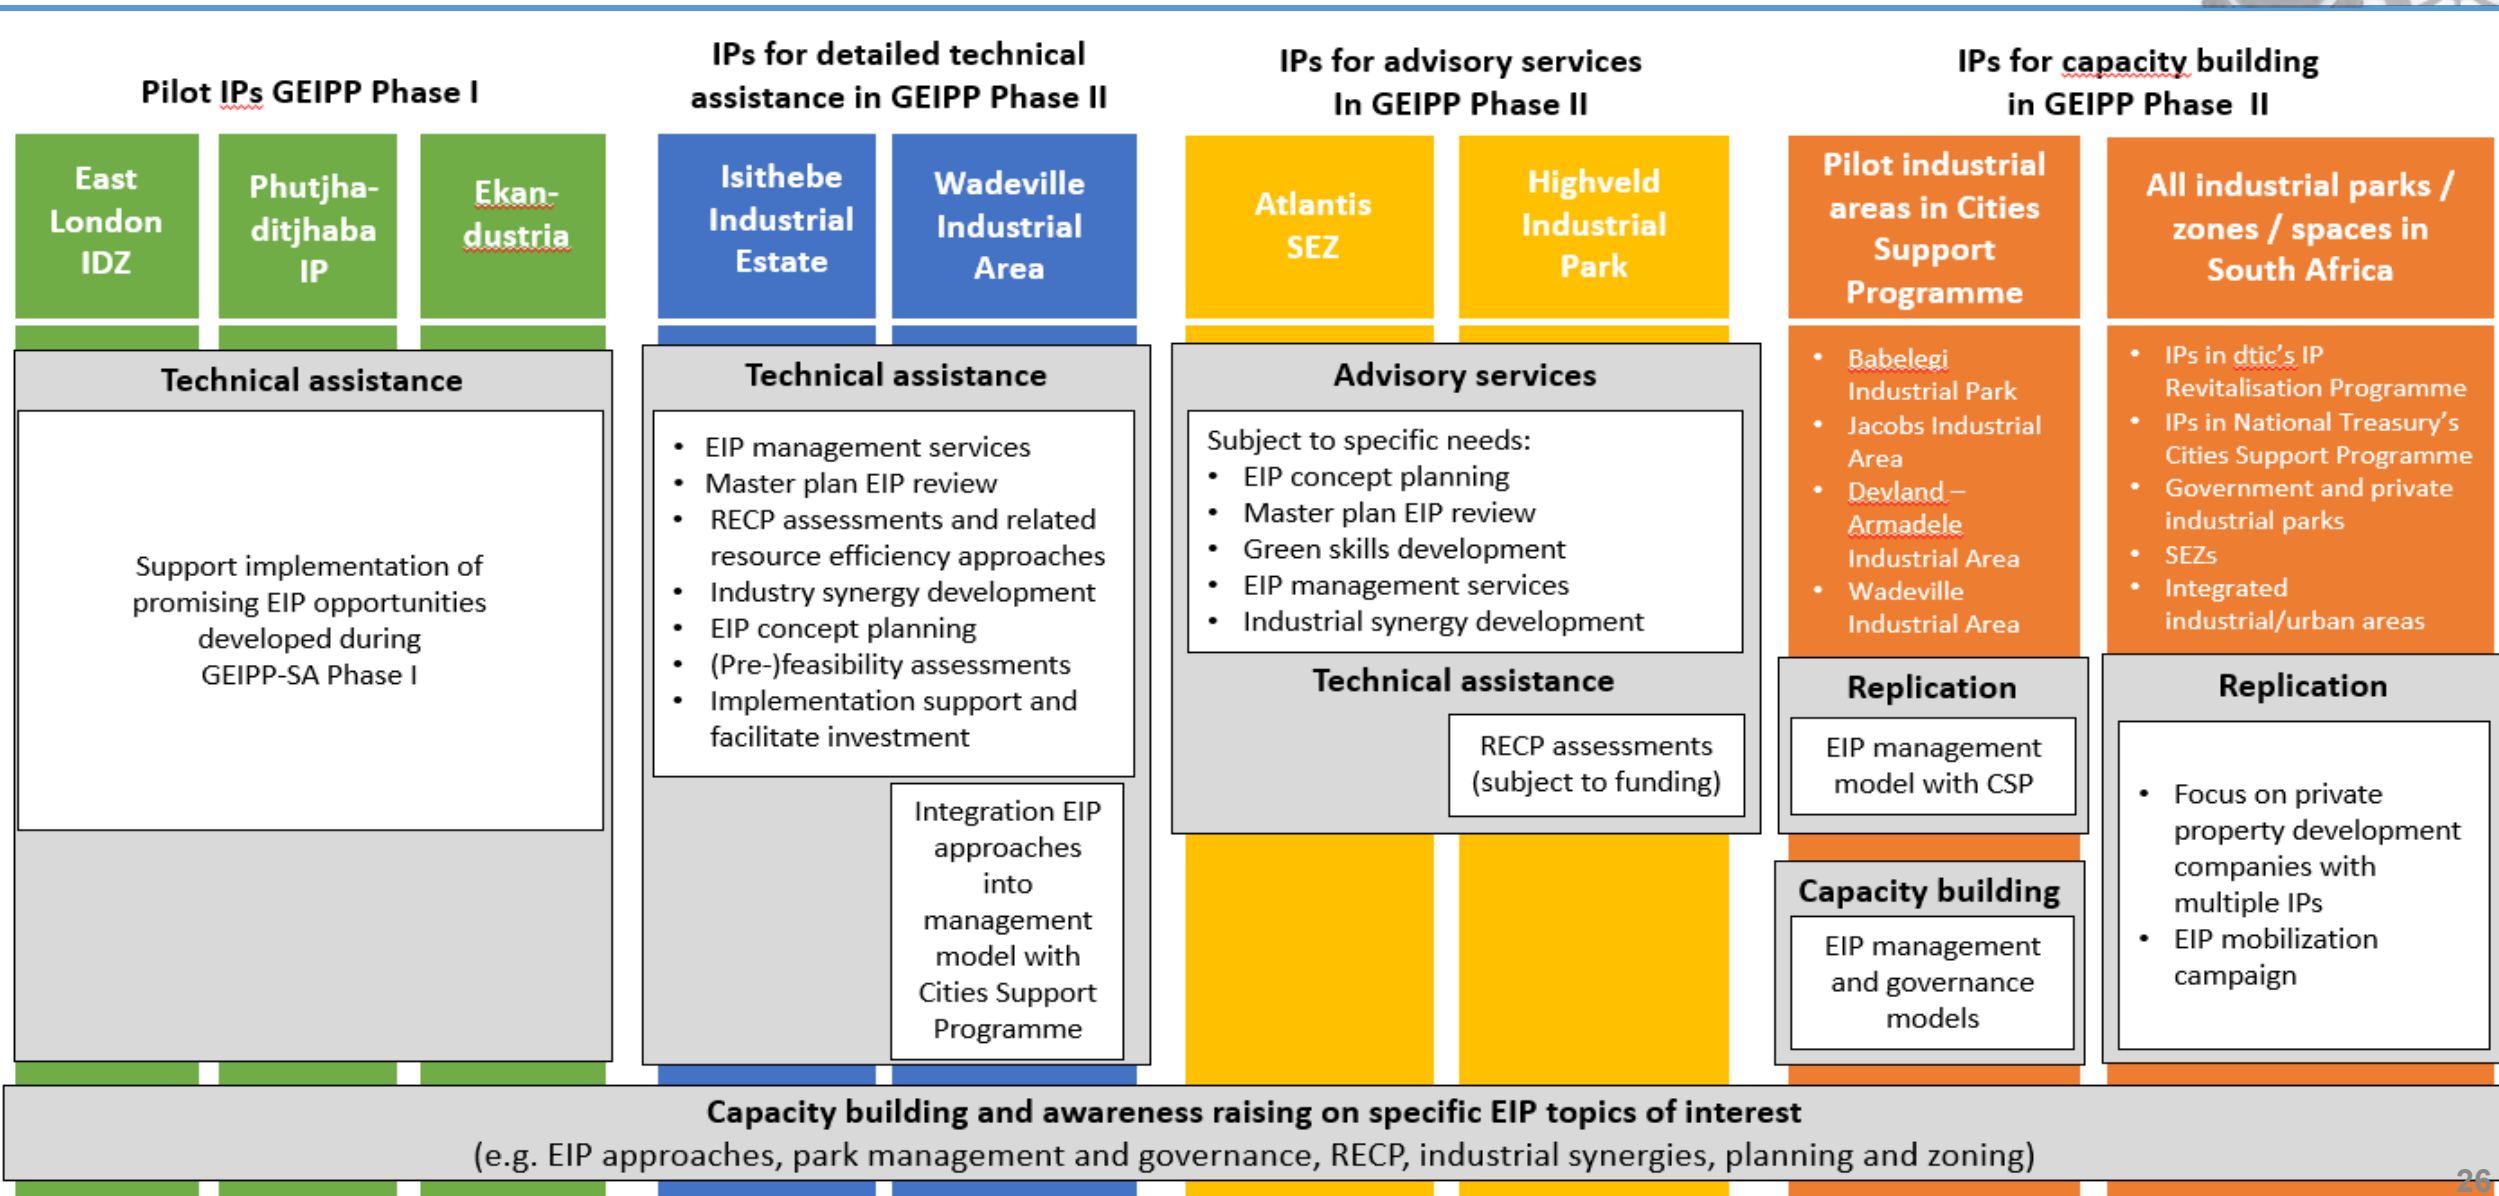 Pilot IPs GEIPP Phase I
East
London
IDZ
Phutjha-
ditjhaba
IP
Ekan-
dustria
Technical assistance
Support implementation of
promising EIP opportunities
developed during
GEIPP-SA Phase I
IPs for detailed technical
assistance in GEIPP Phase II
Isithebe
Industrial
Estate
Wadeville
Industrial
Area
Technical assistance
• EIP management services
• Master plan EIP review
• RECP assessments and related
resource efficiency approaches
• Industry synergy development
• EIP concept planning
• (Pre-)feasibility assessments
• Implementation support and
facilitate investment
Integration EIP
approaches
into
management
model with
Cities Support
Programme
IPs for advisory services
In GEIPP Phase II
Atlantis
SEZ
Highveld
Industrial
Park
Advisory services
Subject to specific needs:
• EIP concept planning
• Master plan EIP review
• Green skills development
• EIP management services
• Industrial synergy development
Technical assistance
RECP assessments
(subject to funding)
IPs for capacity building
in GEIPP Phase II
Pilot industrial
areas in Cities
Support
Programme
• Babelegi
Industrial Park
• Jacobs Industrial
Area
• Devland –
Armadele
Industrial Area
• Wadeville
Industrial Area
Replication
EIP management
model with CSP
Capacity building
EIP management
and governance
models
All industrial parks /
zones / spaces in
South Africa
• IPs in dtic’s IP
Revitalisation Programme
• IPs in National Treasury’s
Cities Support Programme
• Government and private
industrial parks
• SEZs
• Integrated
industrial/urban areas
Replication
• Focus on private
property development
companies with
multiple IPs
• EIP mobilization
campaign
Capacity building and awareness raising on specific EIP topics of interest
(e.g. EIP approaches, park management and governance, RECP, industrial synergies, planning and zoning)
26